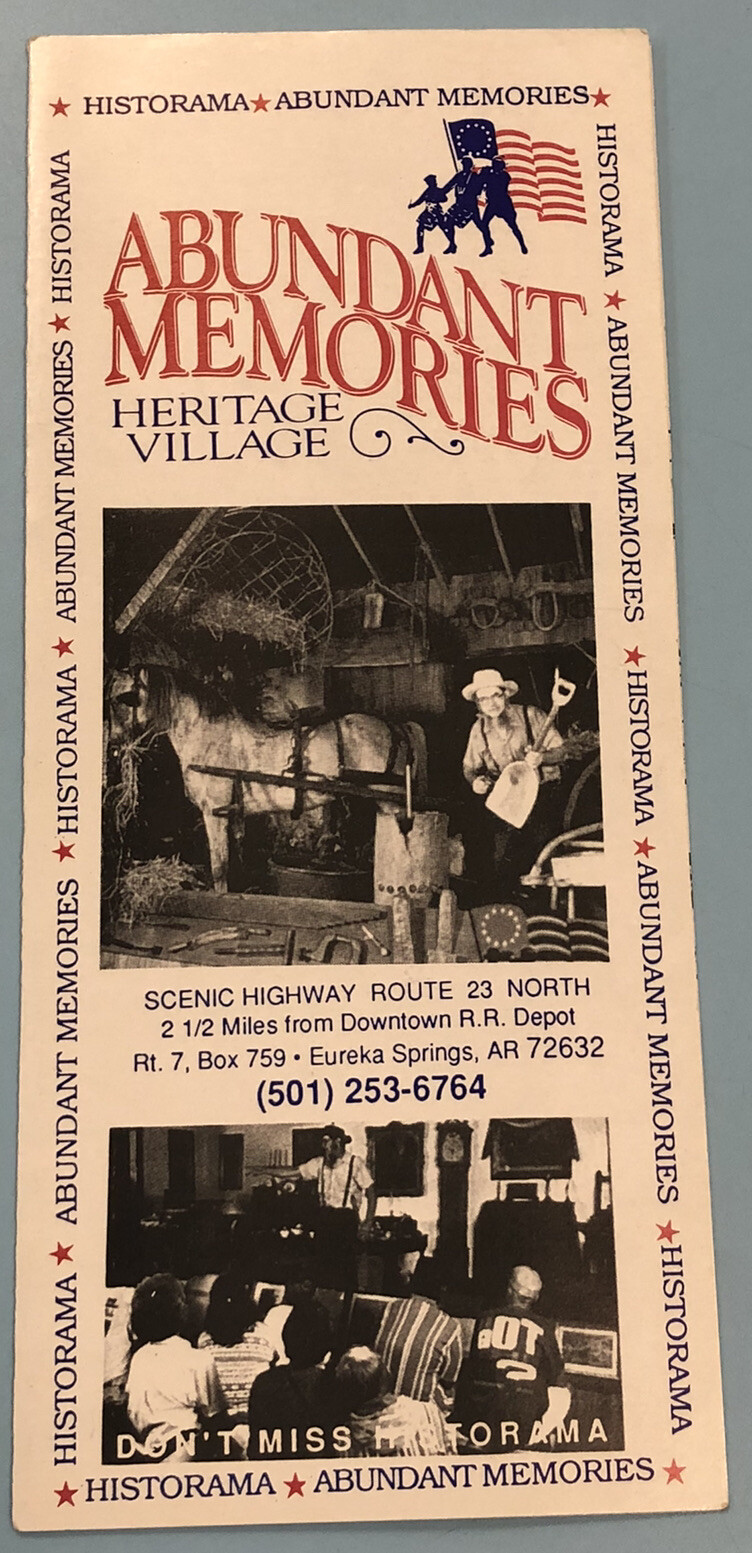 ★ HISTORAMA ★ ABUNDANT MEMORIES ★
HISTORAMA ★ ABUNDANT MEMORIES ★ HISTORAMA ★ ABUNDANT MEMORIES ★ HISTORAMA
ABUNDANT
MEMORIES
HERITAGE
VILLAGE
SCENIC HIGHWAY ROUTE 23 NORTH
2 1/2 Miles from Downtown R.R. Depot
Rt. 7, Box 759 • Eureka Springs, AR 72632
(501) 253-6764
DON'T MISS HISTORAMA
HISTORAMA ★ ABUNDANT MEMORIES ★ HISTORAMA ★ ABUNDANT MEMORIES ★ HISTORAMA
★ HISTORAMA ★ ABUNDANT MEMORIES ★